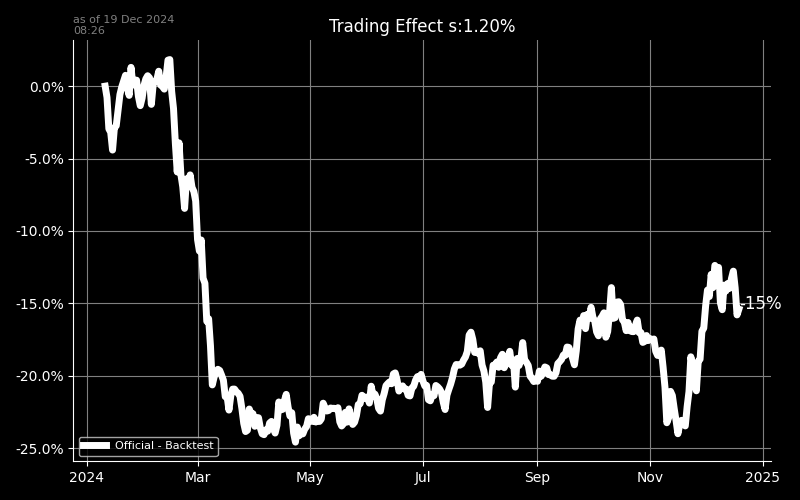 as of 19 Dec 2024
08:26
Trading Effect s:1.20%
0.0%
-5.0%
-10.0%
-15.0%
-20.0%
-25.0%
-15%
Official - Backtest
2024
Mar
May
Jul
Sep
Nov
2025